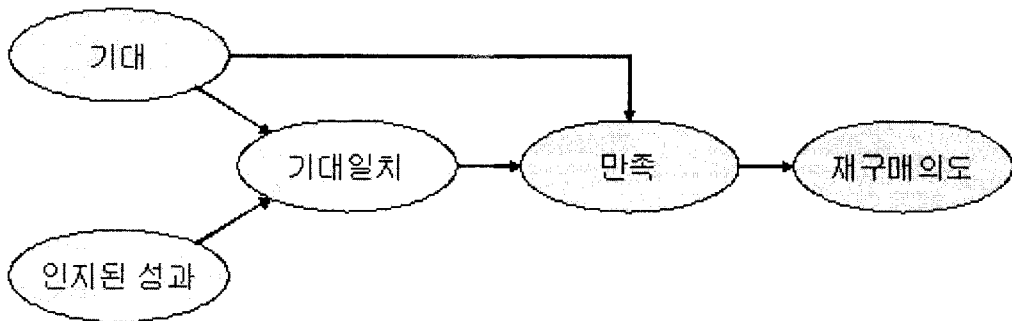 기대
기대일치
만족
재구매의도
인지된 성과